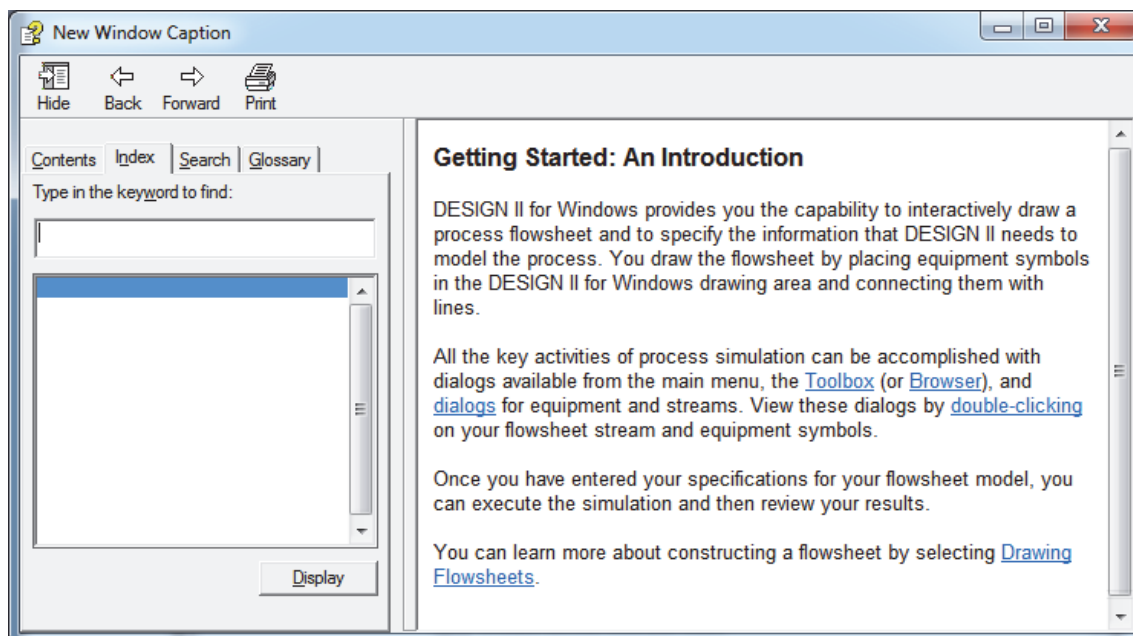 New Window Caption
Hide Back Forward Print
Contents Index Search Glossary
Type in the keyword to find:
Display
Getting Started: An Introduction
DESIGN II for Windows provides you the capability to interactively draw a
process flowsheet and to specify the information that DESIGN II needs to
model the process. You draw the flowsheet by placing equipment symbols
in the DESIGN II for Windows drawing area and connecting them with
lines.
All the key activities of process simulation can be accomplished with
dialogs available from the main menu, the Toolbox (or Browser), and
dialogs for equipment and streams. View these dialogs by double-clicking
on your flowsheet stream and equipment symbols.
Once you have entered your specifications for your flowsheet model, you
can execute the simulation and then review your results.
You can learn more about constructing a flowsheet by selecting Drawing
Flowsheets.